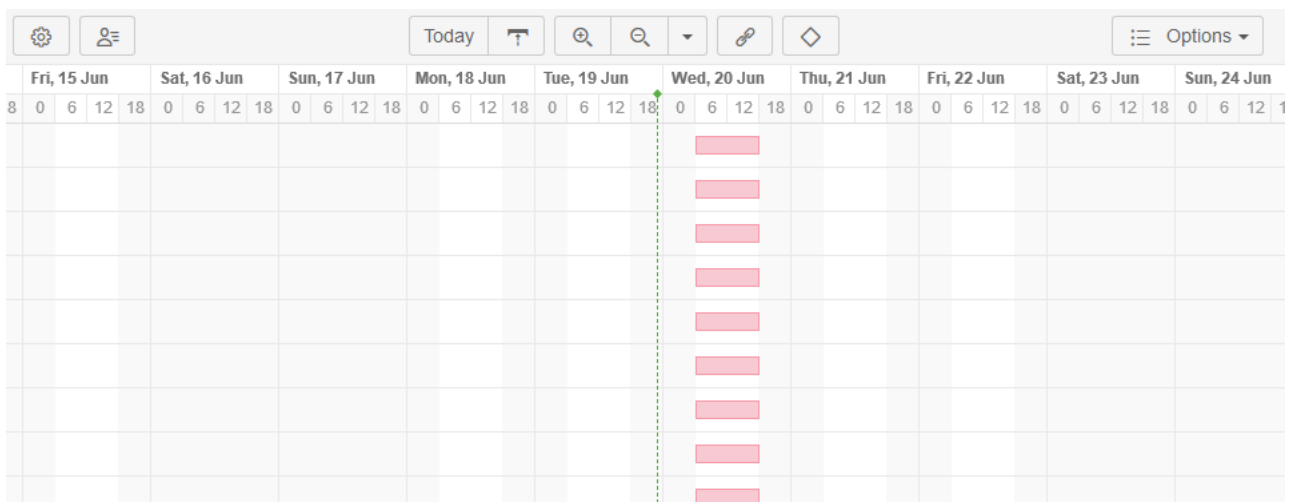 Today
Options
Fri, 15 Jun Sat, 16 Jun Sun, 17 Jun Mon, 18 Jun Tue, 19 Jun Wed, 20 Jun Thu, 21 Jun Fri, 22 Jun Sat, 23 Jun Sun, 24 Jun
8 0 6 12 18 0 6 12 18 0 6 12 18 0 6 12 18 0 6 12 18 0 6 12 18 0 6 12 18 0 6 12 18 0 6 12 18 0 6 12 1